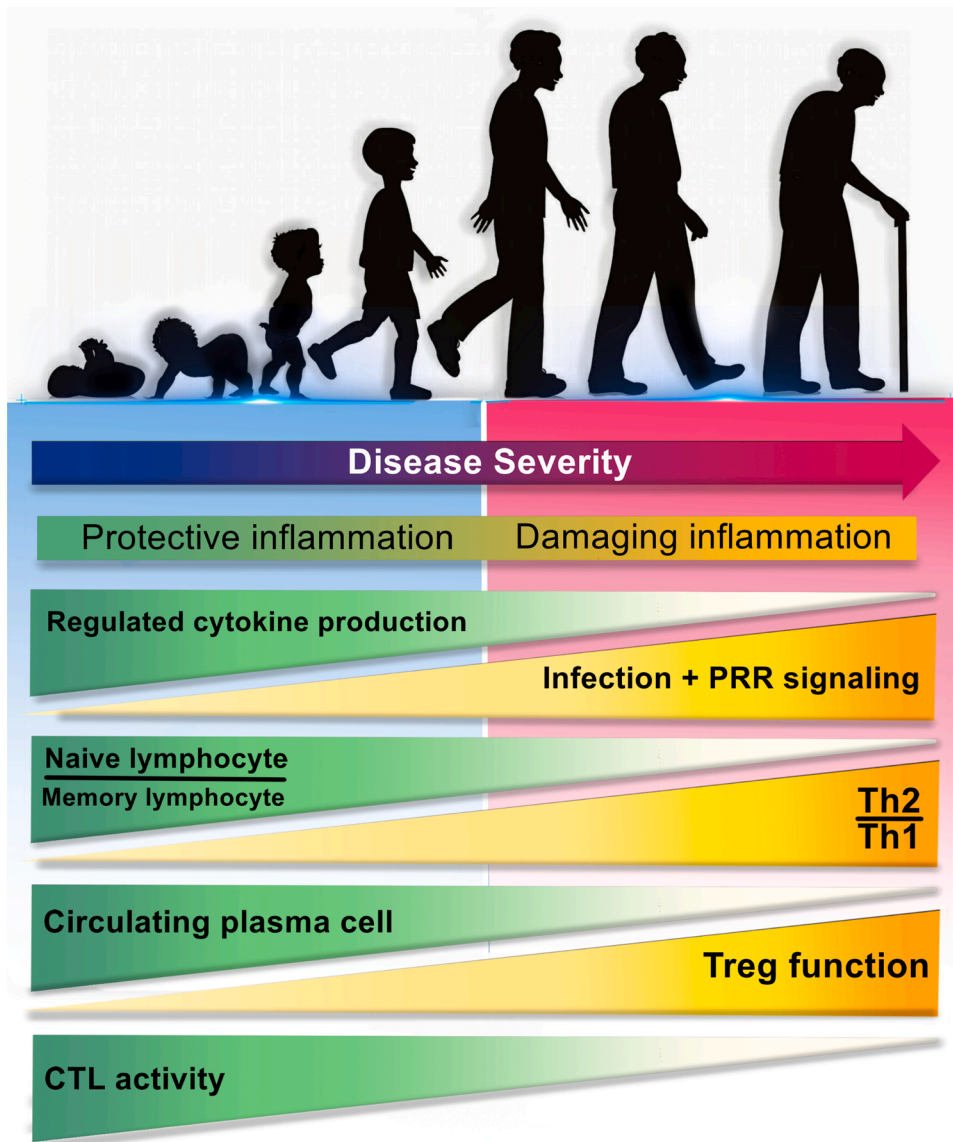 Disease Severity
Protective inflammation
Damaging inflammation
Regulated cytokine production
Infection + PRR signaling
Naive lymphocyte
Memory lymphocyte
Th2
Th1
Circulating plasma cell
Treg function
CTL activity